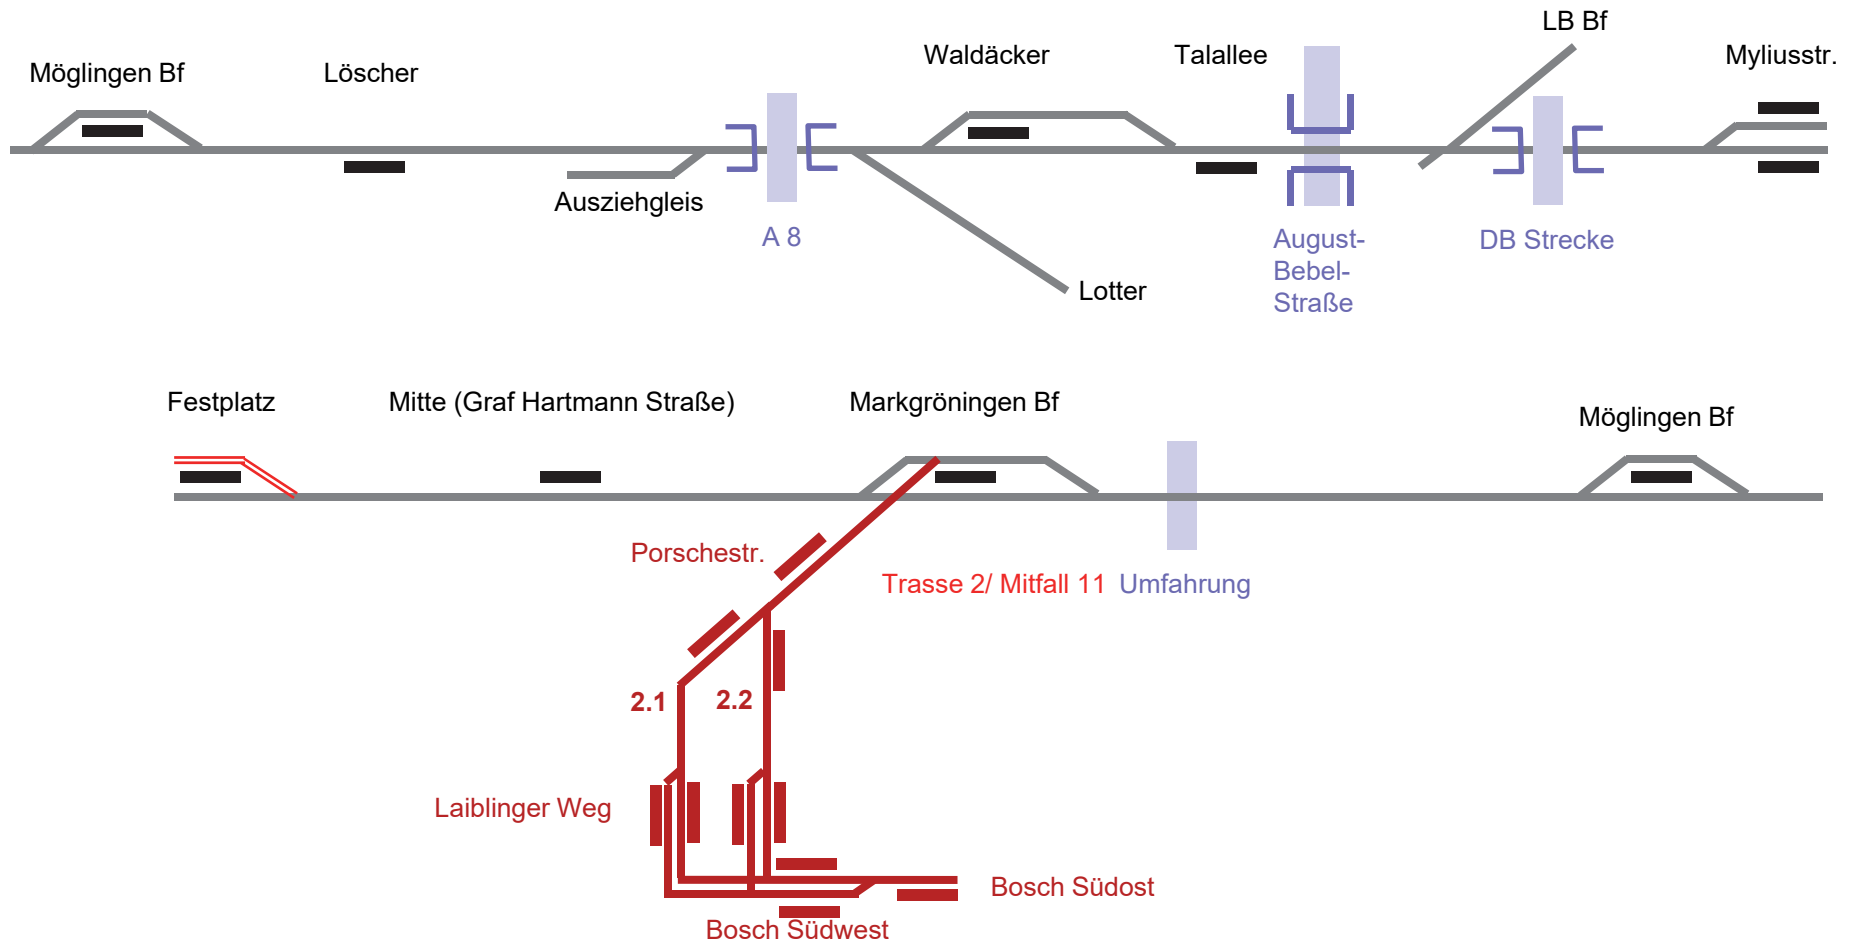 LB Bf
Möglingen Bf
Löscher
Waldäcker
Talallee
Myliusstr.
Ausziehgleis
A 8
August-
Bebel-
Straße
DB Strecke
Lotter
Festplatz
Mitte (Graf Hartmann Straße)
Markgröningen Bf
Möglingen Bf
Porschestr.
Trasse 2/ Mitfall 11
Umfahrung
2.1
2.2
Laiblinger Weg
Bosch Südost
Bosch Südwest